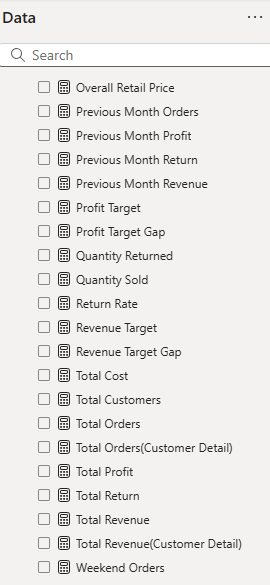 Data
Search
Overall Retail Price
Previous Month Orders
Previous Month Profit
Previous Month Return
Previous Month Revenue
Profit Target
Profit Target Gap
Quantity Returned
Quantity Sold
Return Rate
Revenue Target
Revenue Target Gap
Total Cost
Total Customers
Total Orders
Total Orders(Customer Detail)
Total Profit
Total Return
Total Revenue
Total Revenue(Customer Detail)
Weekend Orders